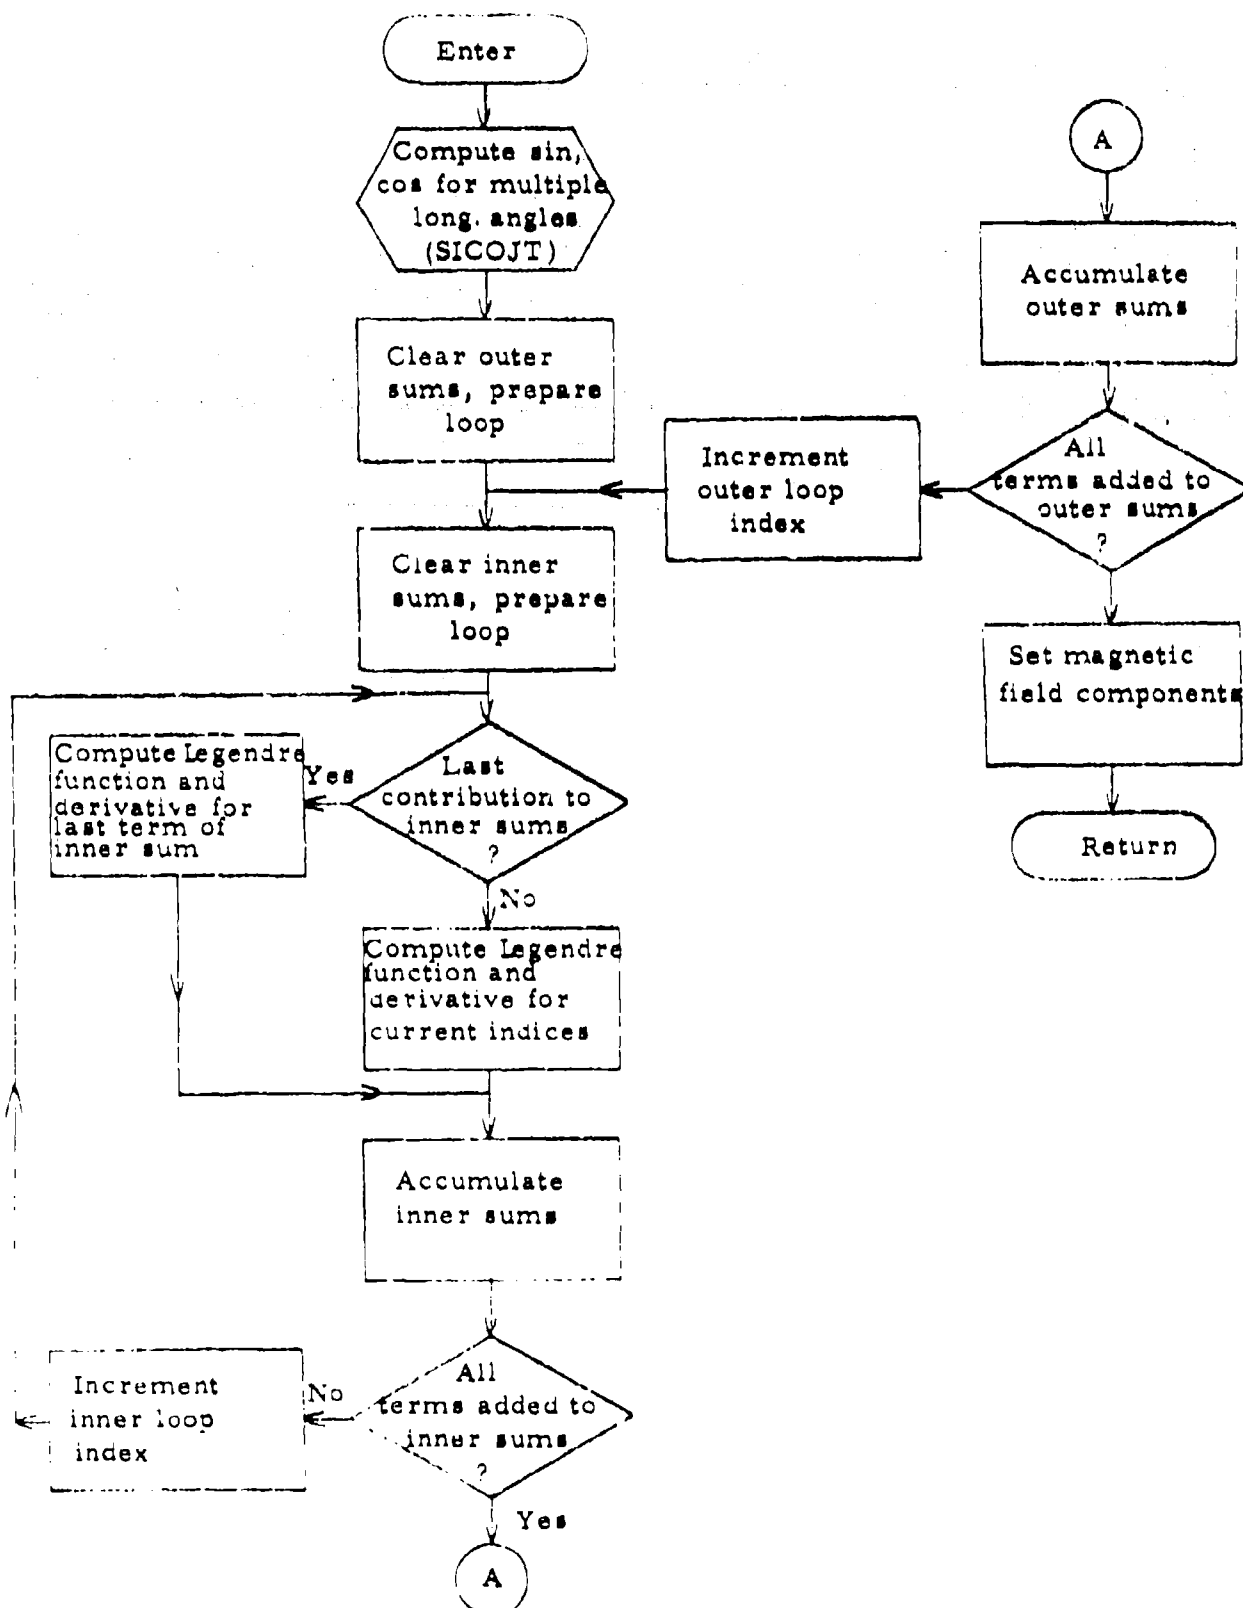 Enter
Compute sin,
cos for multiple
long. angles
(SICOJT)
Clear outer
sums, prepare
loop
Clear inner
sums, prepare
loop
Last
contribution to
inner sums
?
Yes
Compute Legendre
function and
derivative for
last term of
inner sum
No
Compute Legendre
function and
derivative for
current indices
Accumulate
inner sums
All
terms added to
inner sums
?
No
Increment
inner loop
index
Yes
A
A
Accumulate
outer sums
All
terms added to
outer sums
?
Increment
outer loop
index
Set magnetic
field components
Return